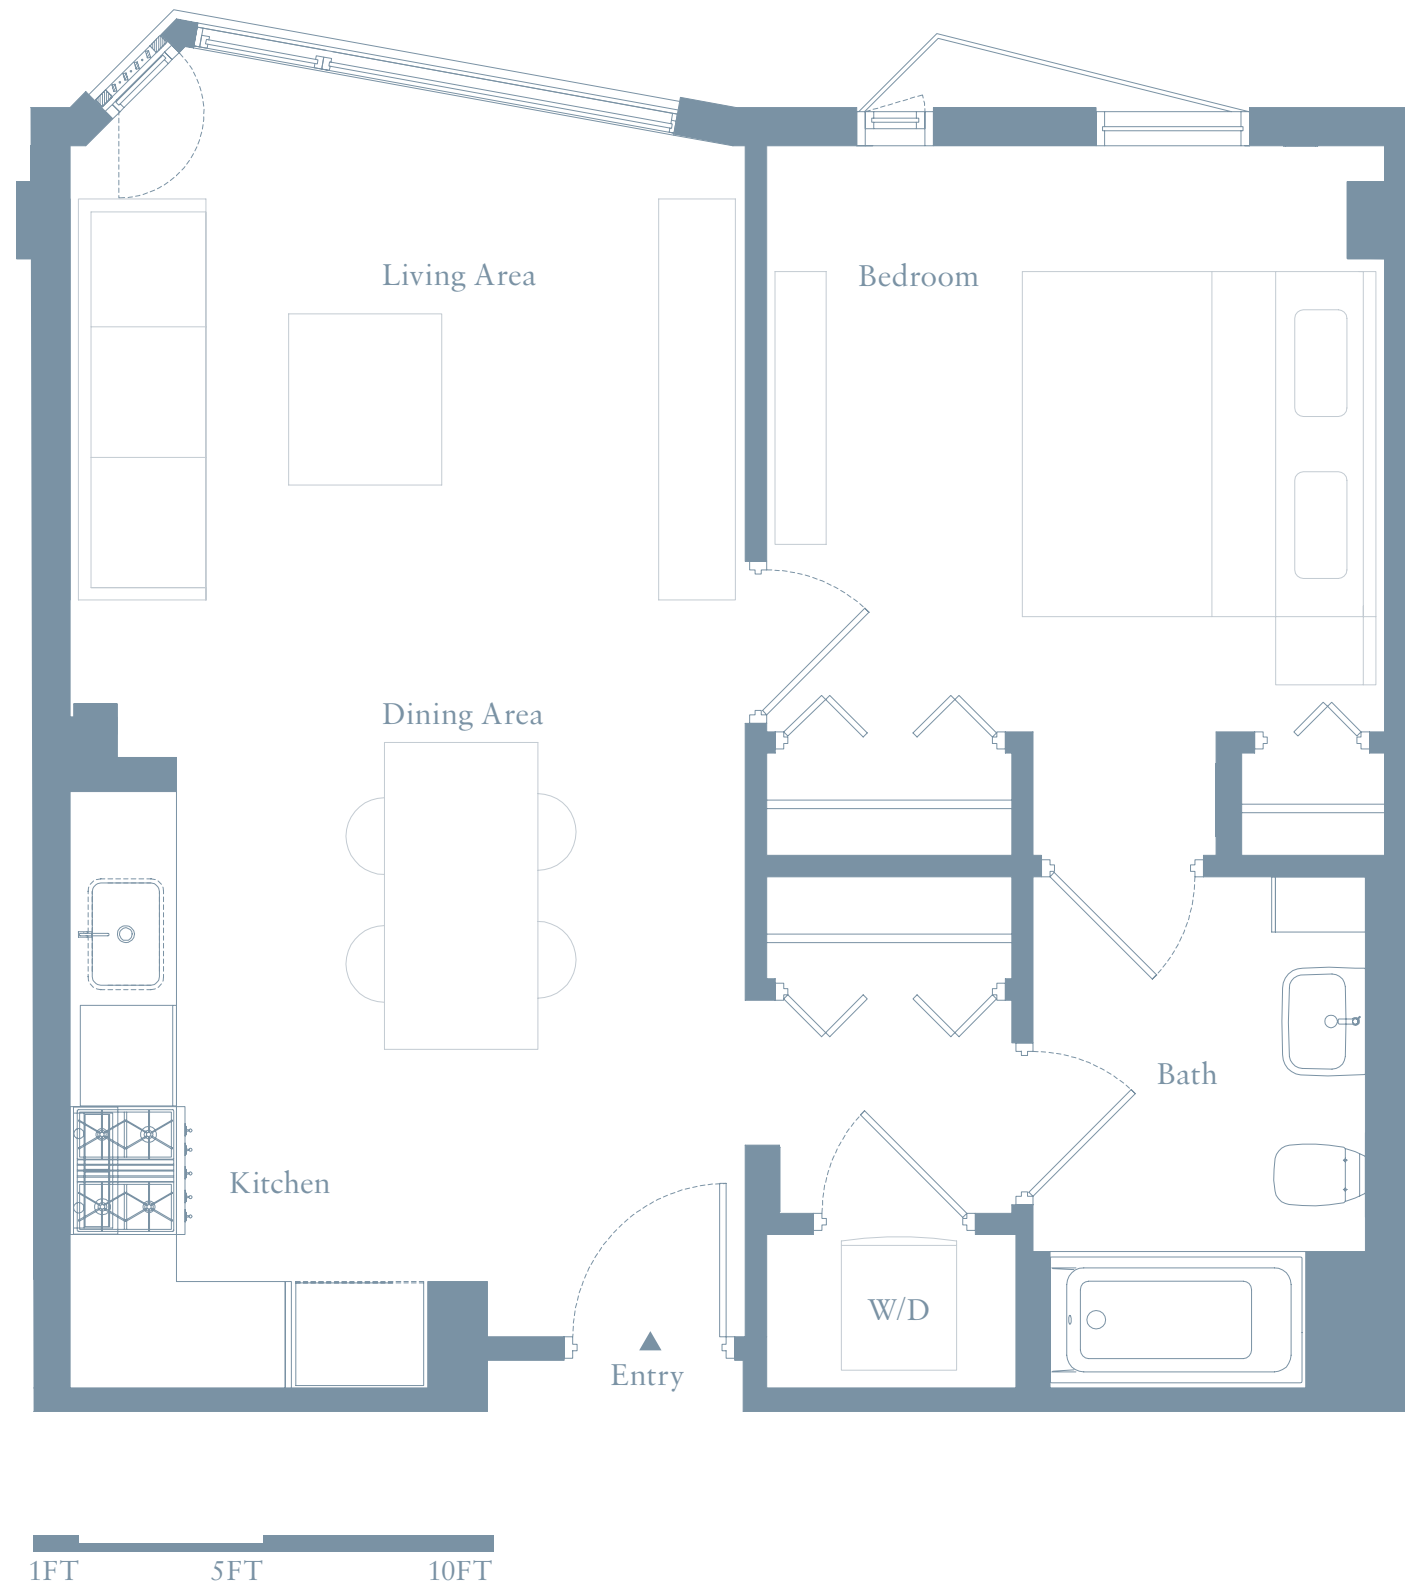 Living Area
Bedroom
Dining Area
Bath
Kitchen
W/D
Entry
1FT 5FT 10FT